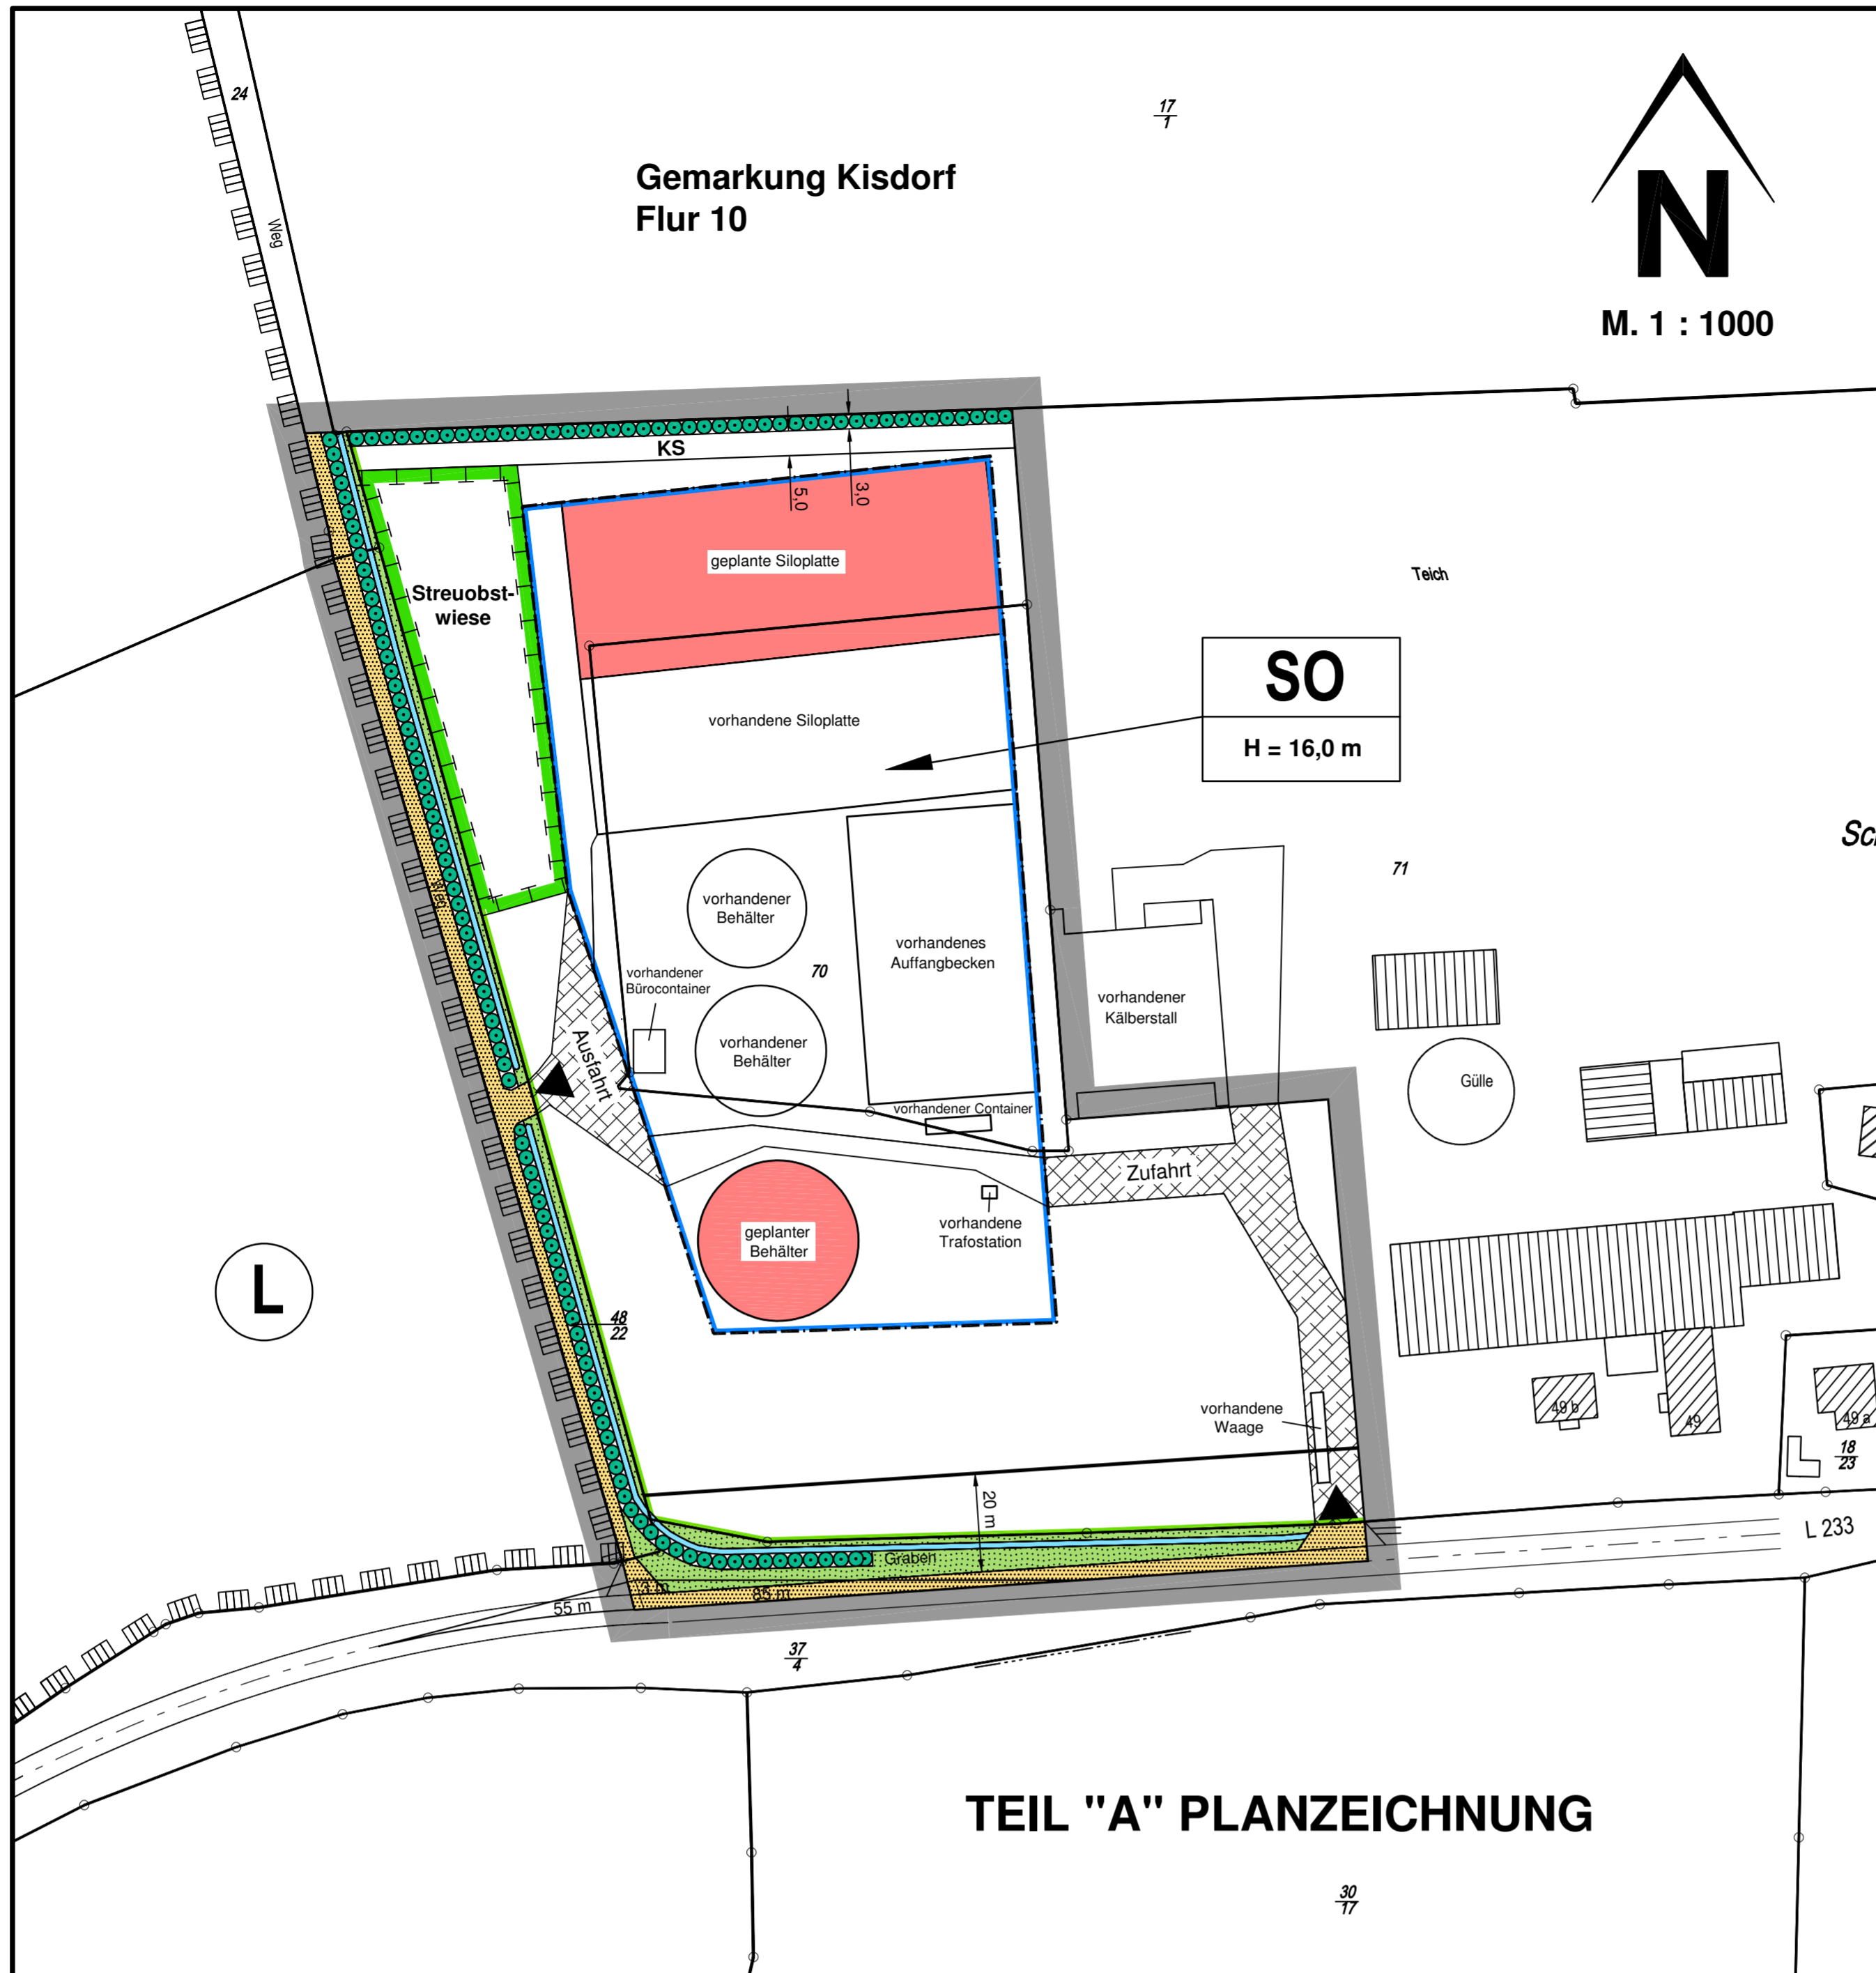 24
17
1
Gemarkung Kisdorf
Flur 10
N
M. 1 : 1000
Weg
KS
5,0
3,0
geplante Siloplatte
Streuobst-
wiese
Teich
SO
H = 16,0 m
vorhandene Siloplatte
71
Weg
vorhandener
Behälter
70
vorhandenes
Auffangbecken
vorhandener
Bürocontainer
vorhandener
Kälberstall
Ausfahrt
vorhandener
Behälter
Gülle
vorhandener Container
Zufahrt
geplanter
Behälter
vorhandene
Trafostation
L
48
22
vorhandene
Waage
49 b
49
49 a
18
23
20 m
L 233
Graben
3 m
85 m
55 m
37
4
TEIL "A" PLANZEICHNUNG
30
17